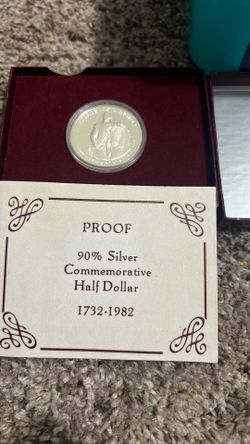 PROOF
90% Silver
Commemorative
Half Dollar
1732-1982